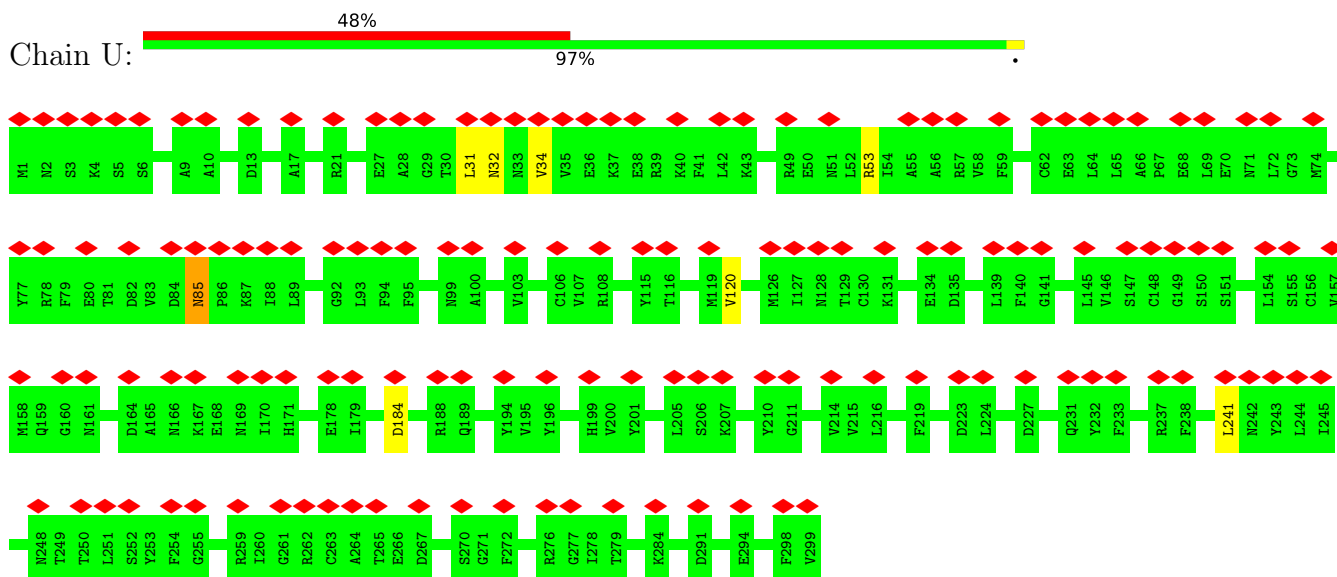 48%
Chain U:
97%
.
M1 N2 S3 K4 S5 S6 A9 A10 D13 A17 R21 E27 A28 G29 T30 L31 N32 N33 V34 V35 E36 K37 E38 R39 K40 F41 L42 K43 R49 E50 N51 L52 R53 I54 A55 A56 R57 V58 F59 C62 E63 L64 L65 A66 P67 E68 L69 E70 N71 L72 G73 M74
Y77 R78 F79 E80 T81 D82 V83 D84 N85 P86 K87 I88 L89 G92 L93 F94 F95 N99 A100 V103 C106 V107 R108 Y115 T116 M119 V120 M126 I127 N128 T129 C130 K131 E134 D135 L139 F140 G141 L145 V146 S147 C148 G149 S150 S151 L154 S155 C156 V157
M158 Q159 G160 N161 D164 A165 N166 K167 E168 N169 I170 H171 E178 I179 D184 R188 Q189 Y194 V195 Y196 H199 V200 Y201 L205 S206 K207 Y210 G211 V214 V215 L216 F219 D223 L224 D227 Q231 Y232 F233 R237 F238 L241 N242 Y243 L244 I245
N248 T249 T250 L251 S252 Y253 F254 G255 R259 I260 G261 R262 C263 A264 T265 E266 D267 S270 G271 F272 R276 G277 I278 T279 K284 D291 E294 F298 V299